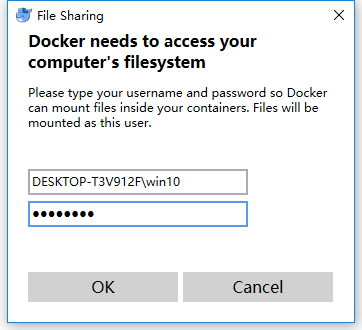 File Sharing
Docker needs to access your
computer's filesystem
Please type your username and password so Docker
can mount files inside your containers. Files will be
mounted as this user.
DESKTOP-T3V912F\win10
●●●●●●●●
OK
Cancel